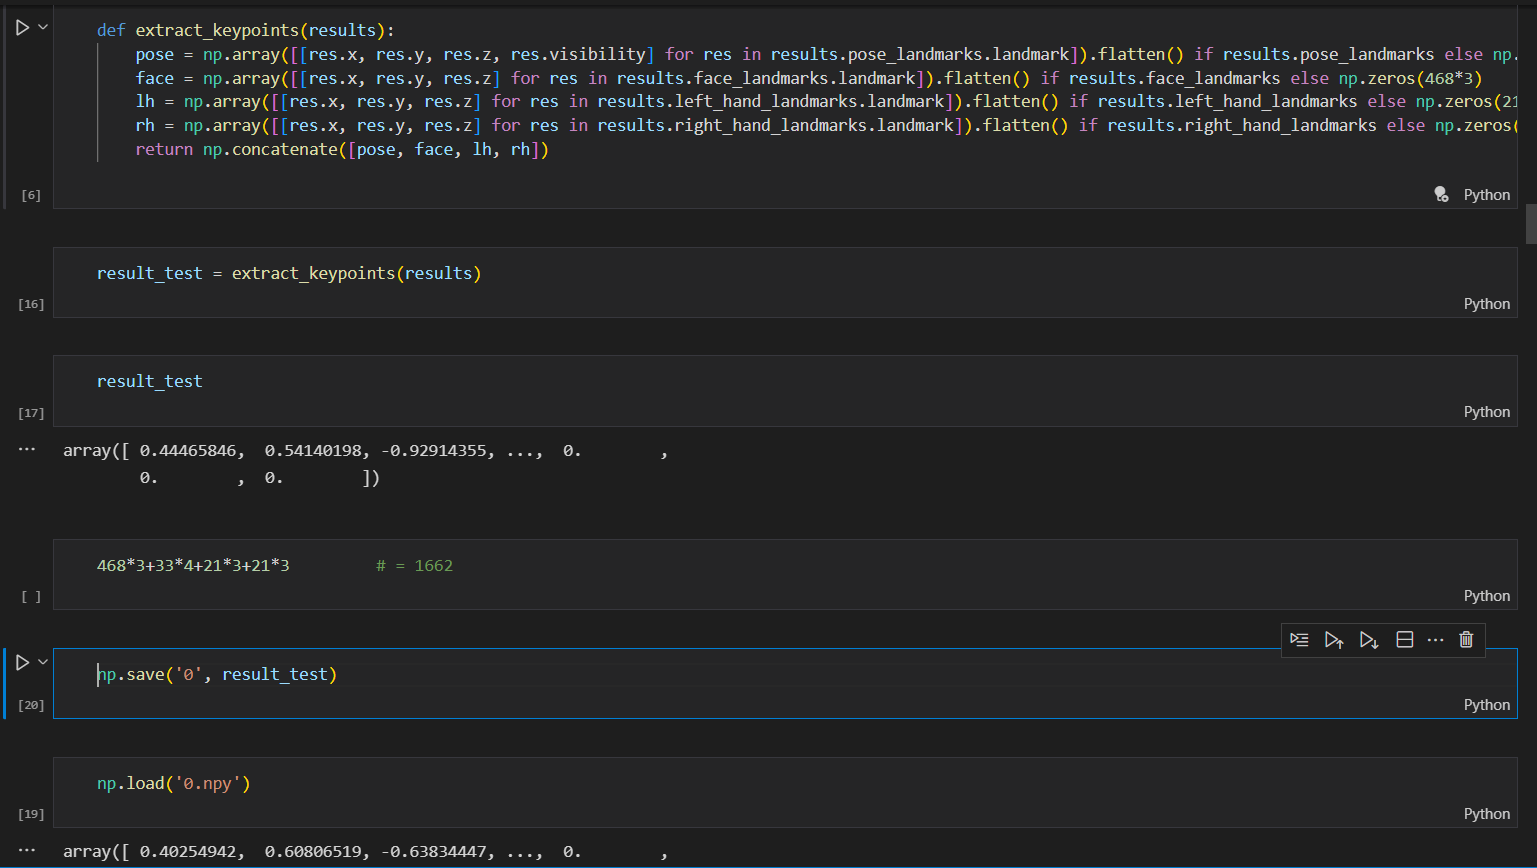 def extract_keypoints(results):
    pose = np.array([[res.x, res.y, res.z, res.visibility] for res in results.pose_landmarks.landmark]).flatten() if results.pose_landmarks else np.
    face = np.array([[res.x, res.y, res.z] for res in results.face_landmarks.landmark]).flatten() if results.face_landmarks else np.zeros(468*3)
    lh = np.array([[res.x, res.y, res.z] for res in results.left_hand_landmarks.landmark]).flatten() if results.left_hand_landmarks else np.zeros(21
    rh = np.array([[res.x, res.y, res.z] for res in results.right_hand_landmarks.landmark]).flatten() if results.right_hand_landmarks else np.zeros(
    return np.concatenate([pose, face, lh, rh])
[6] Python
result_test = extract_keypoints(results)
[16] Python
result_test
[17] Python
... array([ 0.44465846,  0.54140198, -0.92914355, ...,  0.        ,
        0.        ,  0.        ])
468*3+33*4+21*3+21*3         # = 1662
[ ] Python
np.save('0', result_test)
[20] Python
np.load('0.npy')
[19] Python
... array([ 0.40254942,  0.60806519, -0.63834447, ...,  0.        ,